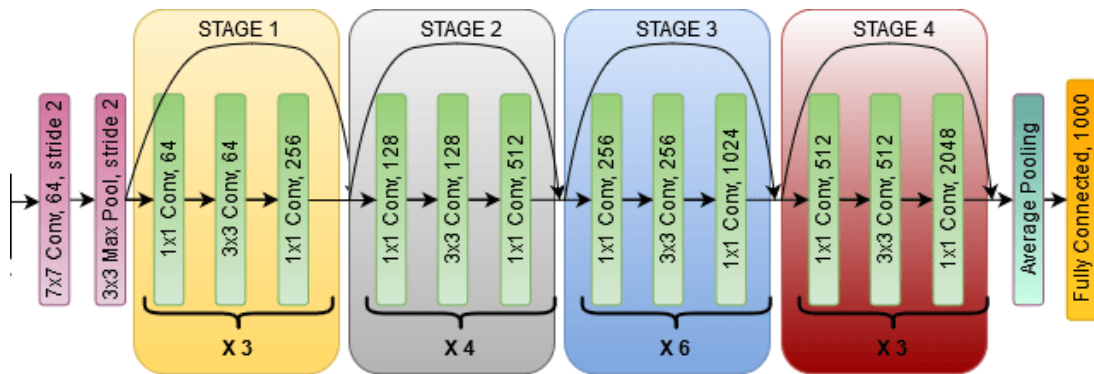 7x7 Conv, 64, stride 2
3x3 Max Pool, stride 2
STAGE 1
1x1 Conv, 64
3x3 Conv, 64
1x1 Conv, 256
X 3
STAGE 2
1x1 Conv, 128
3x3 Conv, 128
1x1 Conv, 512
X 4
STAGE 3
1x1 Conv, 256
3x3 Conv, 256
1x1 Conv, 1024
X 6
STAGE 4
1x1 Conv, 512
3x3 Conv, 512
1x1 Conv, 2048
X 3
Average Pooling
Fully Connected, 1000